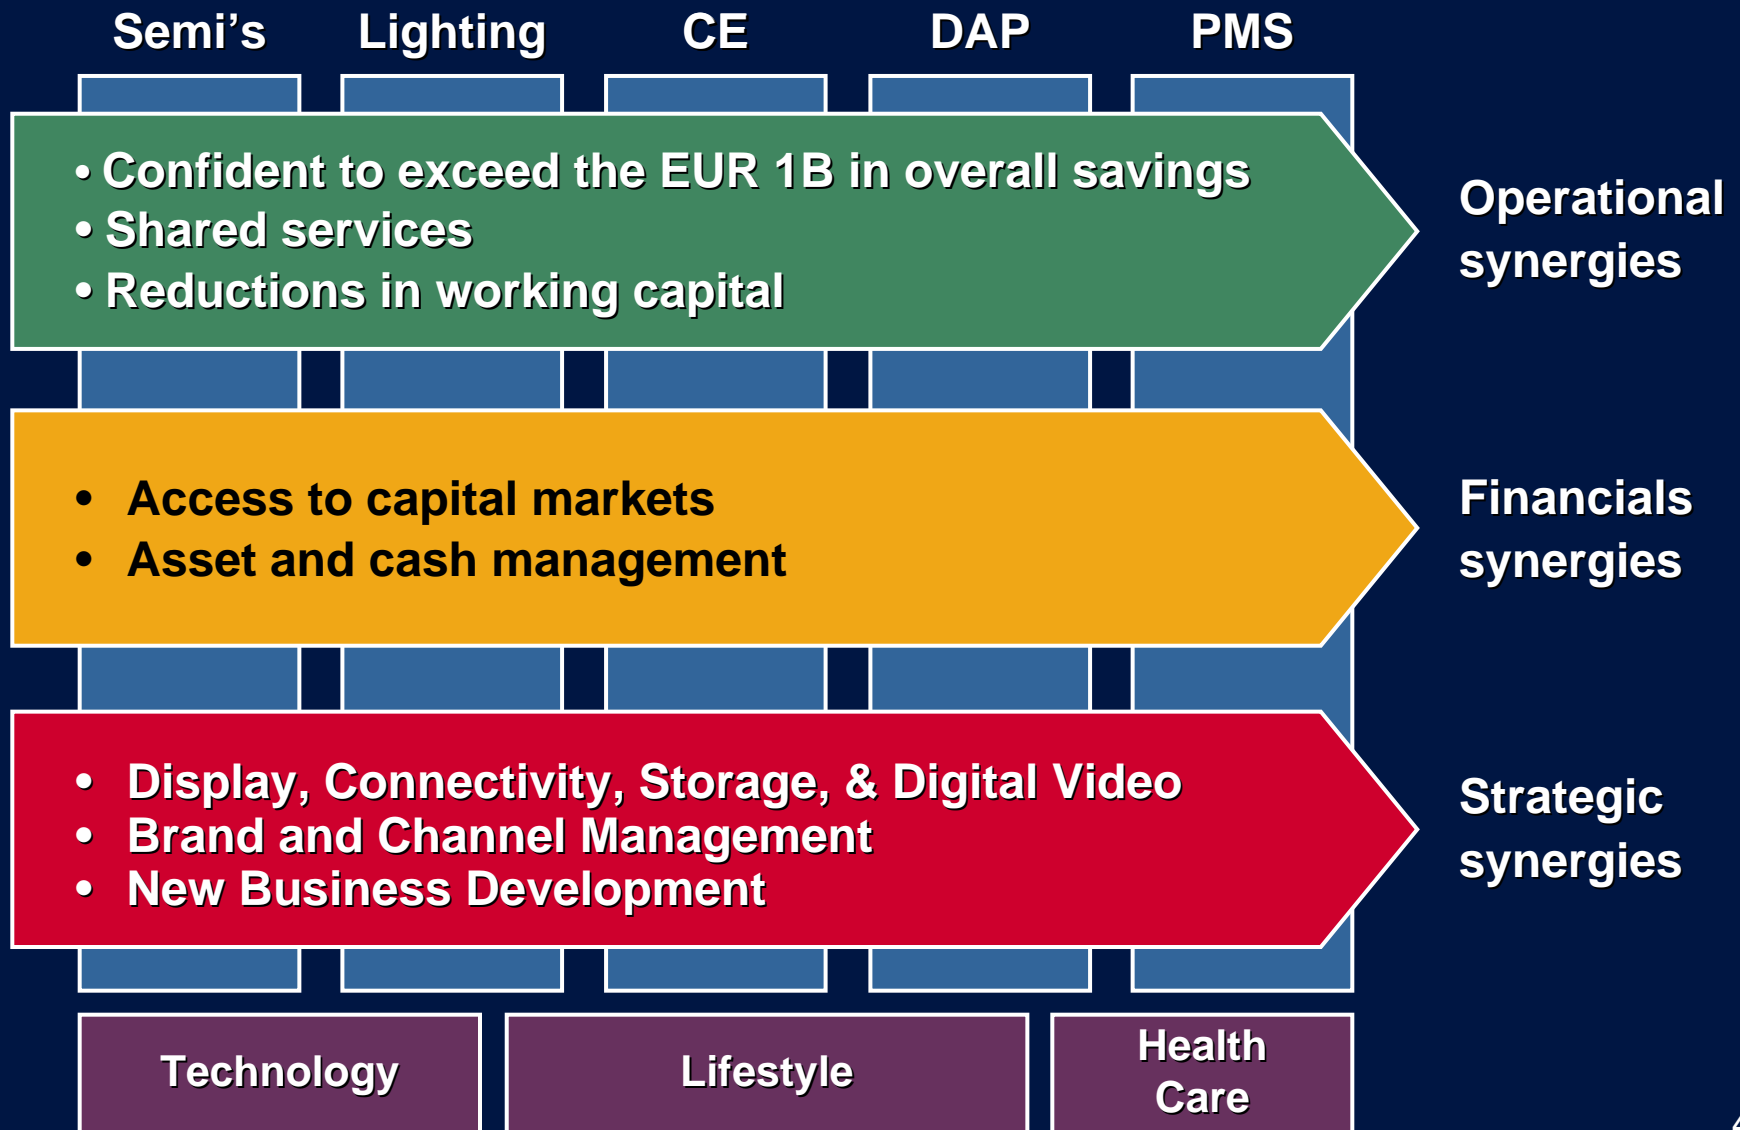 Semi’s Lighting CE DAP PMS
• Confident to exceed the EUR 1B in overall savings
• Shared services
• Reductions in working capital
Operational
synergies
• Access to capital markets
• Asset and cash management
Financials
synergies
• Display, Connectivity, Storage, & Digital Video
• Brand and Channel Management
• New Business Development
Strategic
synergies
Technology
Lifestyle
Health
Care